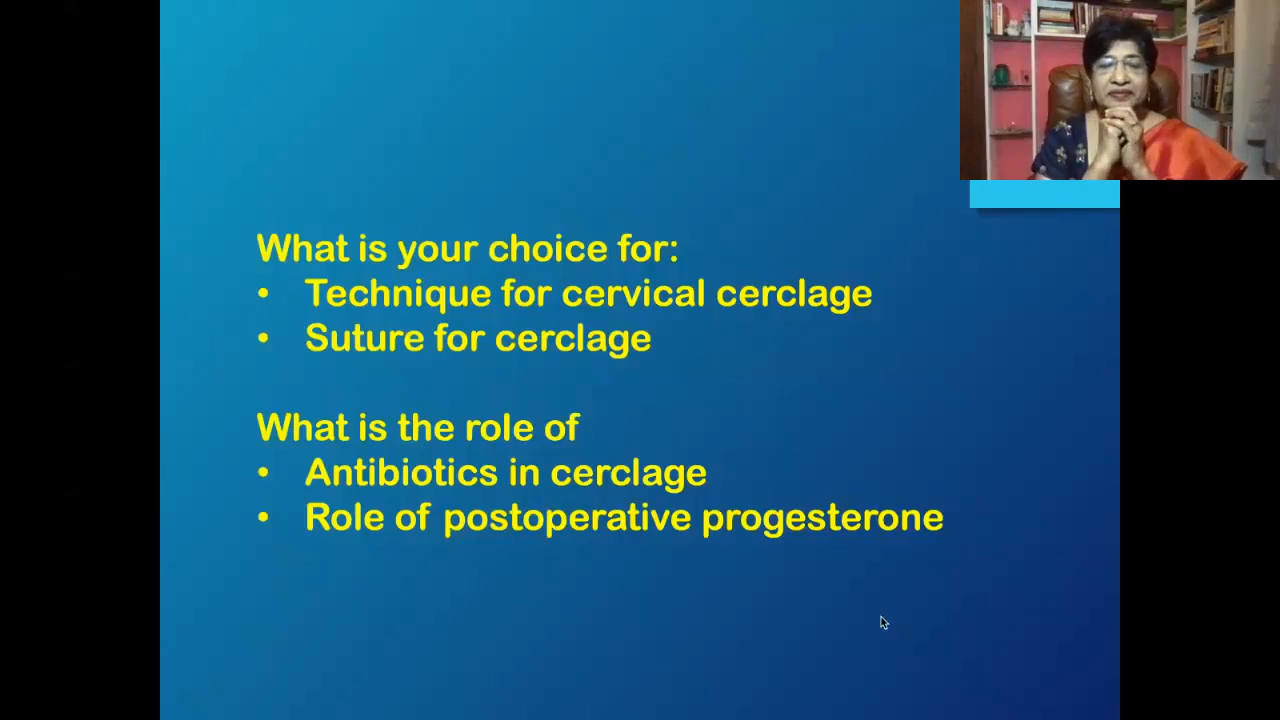 What is your choice for:
• Technique for cervical cerclage
• Suture for cerclage
What is the role of
• Antibiotics in cerclage
• Role of postoperative progesterone